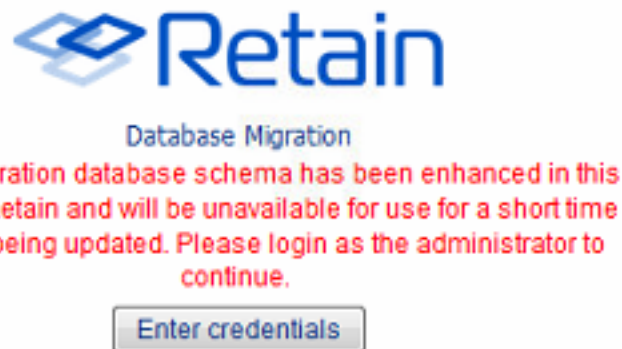 Retain
Database Migration
ration database schema has been enhanced in this
etain and will be unavailable for use for a short time
being updated. Please login as the administrator to
continue.
Enter credentials